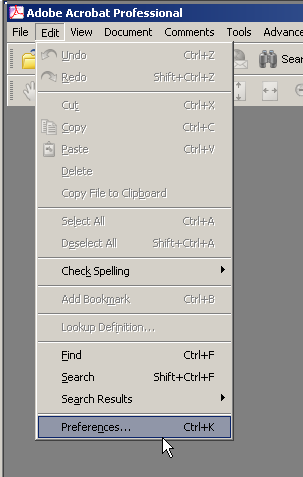 Adobe Acrobat Professional
File Edit View Document Comments Tools Advance
Sear
Undo Ctrl+Z
Redo Shift+Ctrl+Z
Cut Ctrl+X
Copy Ctrl+C
Paste Ctrl+V
Delete
Copy File to Clipboard
Select All Ctrl+A
Deselect All Shift+Ctrl+A
Check Spelling
Add Bookmark Ctrl+B
Lookup Definition...
Find Ctrl+F
Search Shift+Ctrl+F
Search Results
Preferences... Ctrl+K